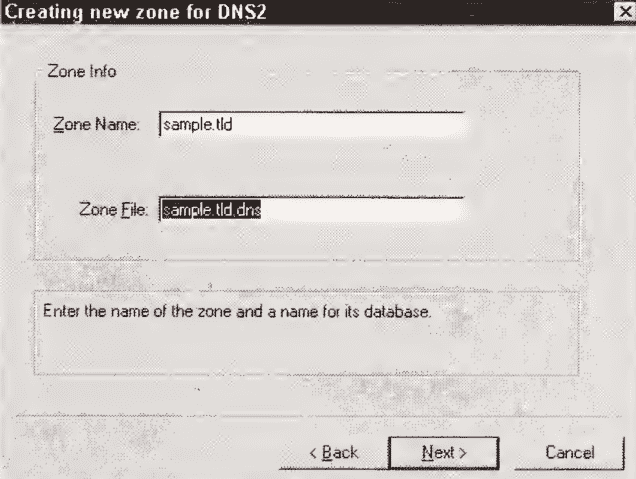 Creating new zone for DNS2
Zone Info
Zone Name: sample.tld
Zone File: sample.tld.dns
Enter the name of the zone and a name for its database.
< Back Next > Cancel